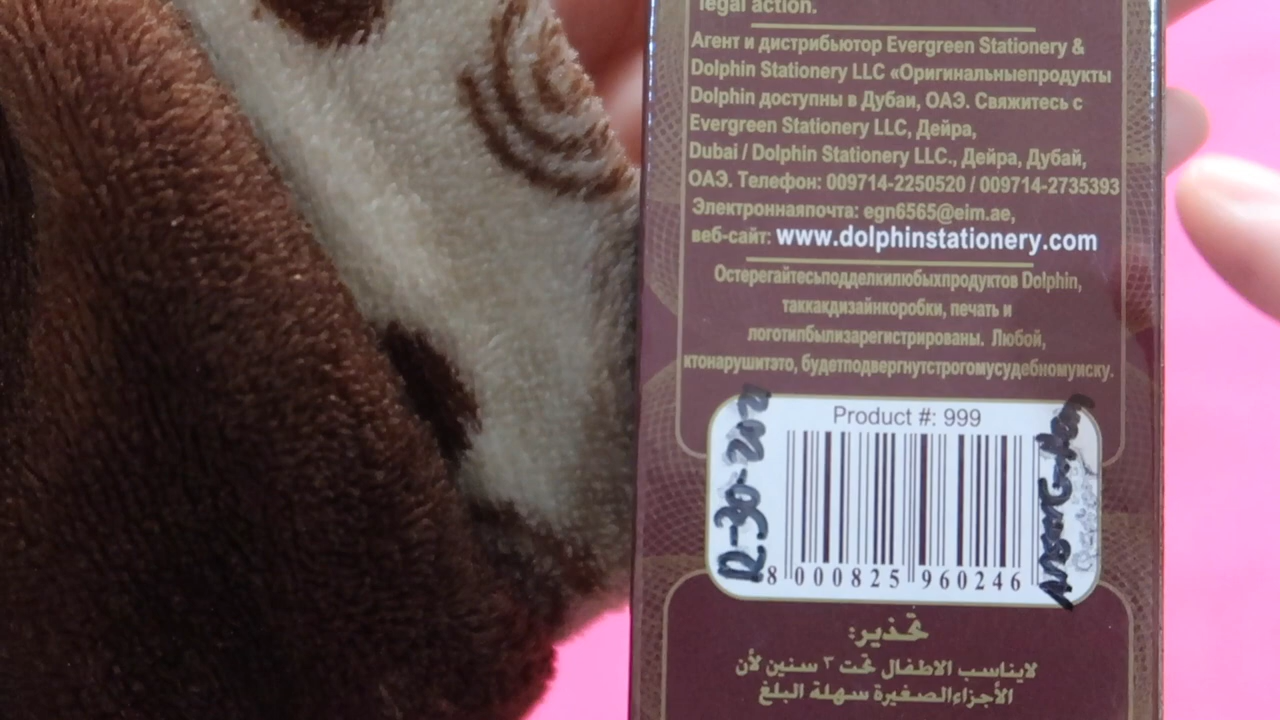 legal action.
Агент и дистрибьютор Evergreen Stationery &
Dolphin Stationery LLC «Оригинальныепродукты
Dolphin доступны в Дубаи, ОАЭ. Свяжитесь с
Evergreen Stationery LLC, Дейра,
Dubai / Dolphin Stationery LLC., Дейра, Дубай,
ОАЭ. Телефон: 009714-2250520 / 009714-2735393
Электроннаяпочта: egn6565@eim.ae,
веб-сайт: www.dolphinstationery.com
Остерегайтесьподделкилюбыхпродуктов Dolphin,
таккакдизайнкоробки, печать и
логотипбылизарегистрированы. Любой,
ктонарушитэто, будетподвергнутстрогомусудебномуиску.
Product #: 999
8 000825 960246
تحذير:
لايناسب الاطفال تحت ٣ سنين لأن
الأجزاءالصغيرة سهلة البلغ